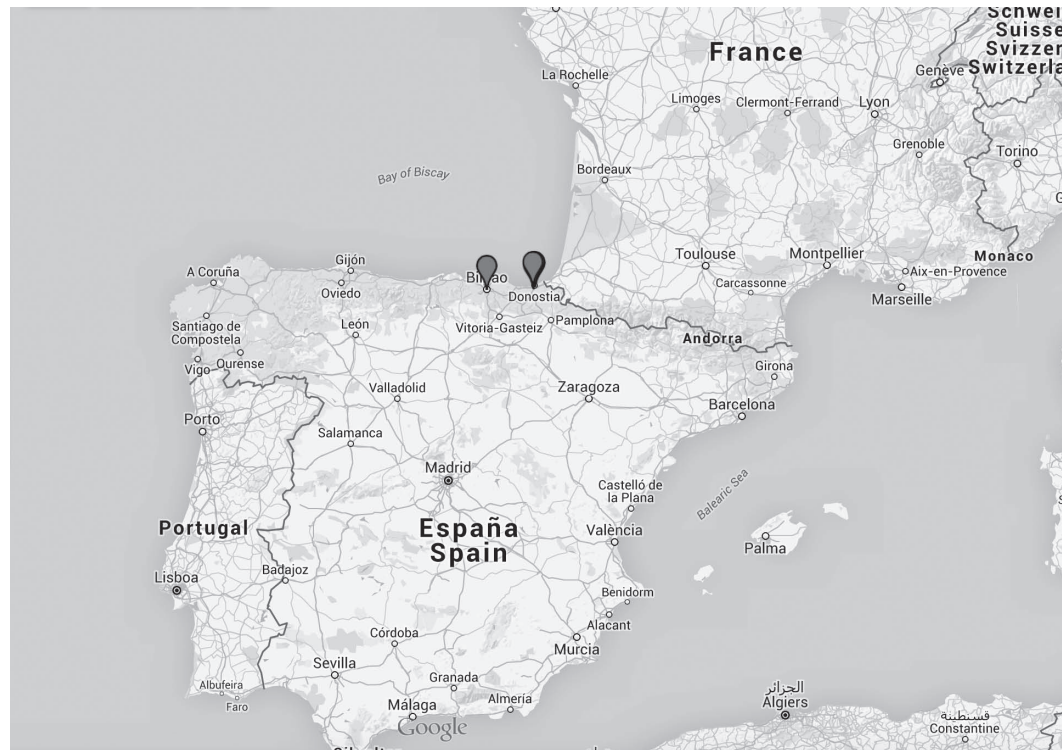 Schwei
Suisse
Svizzer
Switzerla
France
Genève
La Rochelle
Limoges
Clermont-Ferrand
Lyon
Grenoble
Torino
Bordeaux
Bay of Biscay
Toulouse
Montpellier
Monaco
Aix-en-Provence
Carcassonne
Marseille
Gijón
A Coruña
Oviedo
Bilbao
Donostia
Santiago de
Compostela
León
Vitoria-Gasteiz
Pamplona
Andorra
Vigo
Ourense
Girona
Valladolid
Zaragoza
Barcelona
Porto
Salamanca
Madrid
Castelló de
la Plana
Balearic Sea
Portugal
España
Spain
València
Palma
Lisboa
Badajoz
Benidorm
Alacant
Córdoba
Murcia
Sevilla
Granada
Albufeira
Faro
Málaga
Almería
Google
الجزائر
Algiers
قسنطينة
Constantine